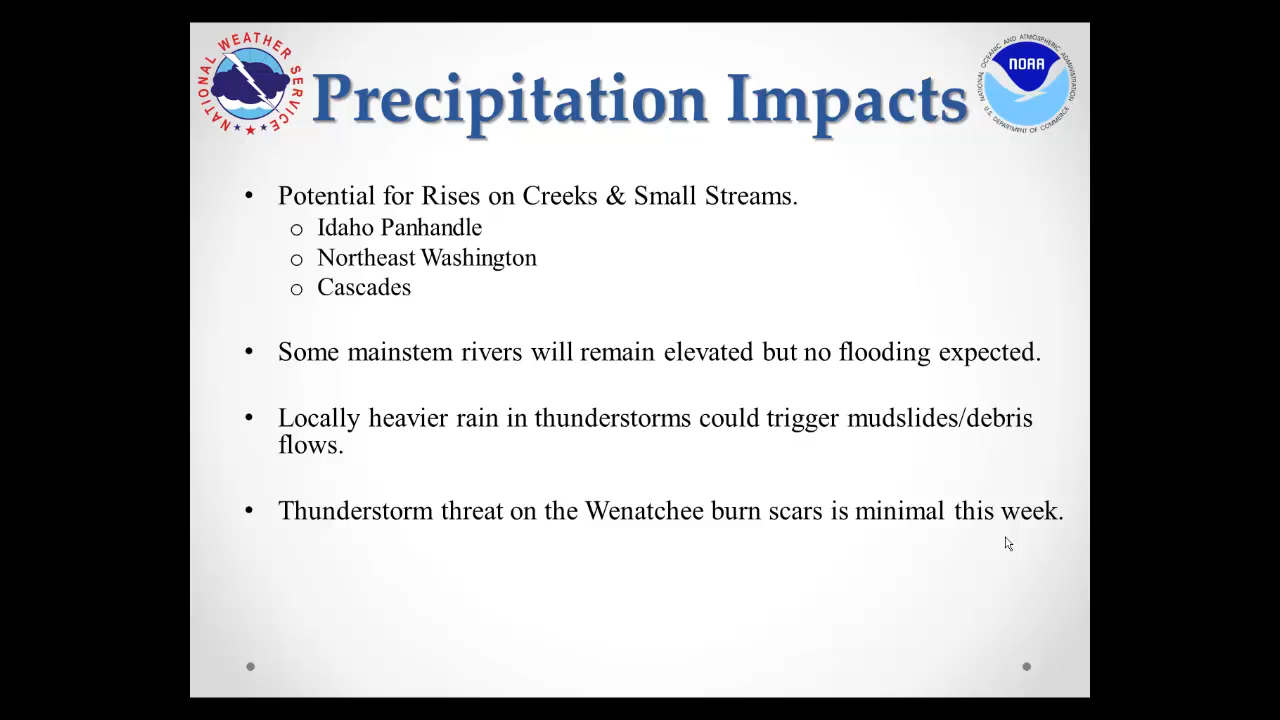 NATIONAL WEATHER SERVICE
Precipitation Impacts
NATIONAL OCEANIC AND ATMOSPHERIC ADMINISTRATION
NOAA
U.S. DEPARTMENT OF COMMERCE
• Potential for Rises on Creeks & Small Streams.
o Idaho Panhandle
o Northeast Washington
o Cascades
• Some mainstem rivers will remain elevated but no flooding expected.
• Locally heavier rain in thunderstorms could trigger mudslides/debris
flows.
• Thunderstorm threat on the Wenatchee burn scars is minimal this week.